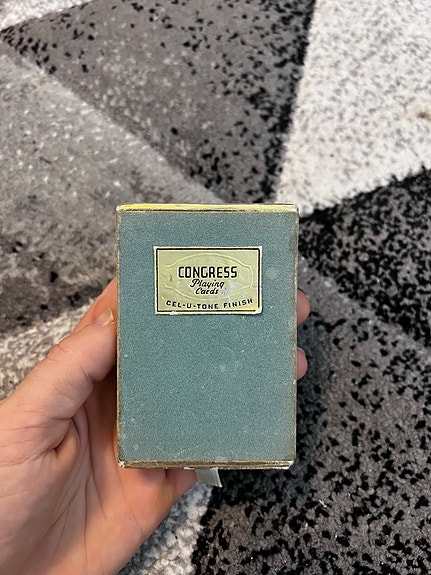 CONGRESS
Playing
Cards
CEL-U-TONE FINISH